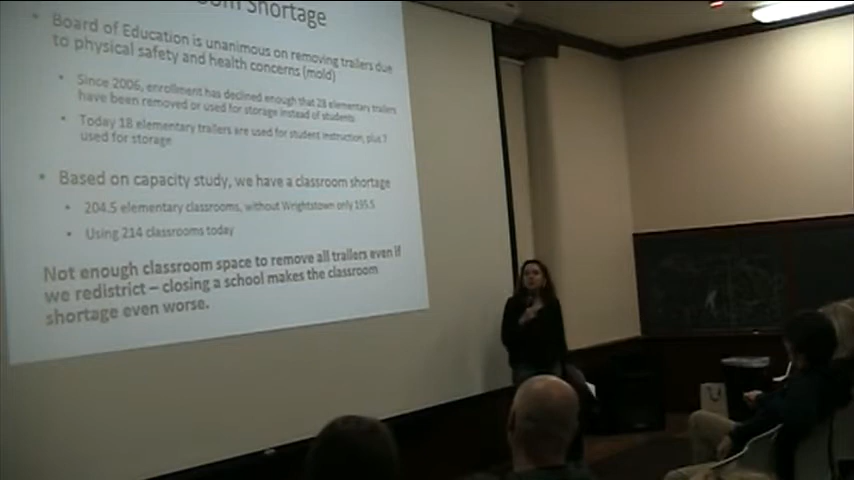 Shortage
• Board of Education is unanimous on removing trailers due
to physical safety and health concerns (mold)
• Since 2006, enrollment has declined enough that 28 elementary trailers
have been removed or used for storage instead of students
• Today 18 elementary trailers are used for student instruction, plus 7
used for storage
• Based on capacity study, we have a classroom shortage
• 204.5 elementary classrooms, without Wrightstown only 195.5
• Using 214 classrooms today
Not enough classroom space to remove all trailers even if
we redistrict – closing a school makes the classroom
shortage even worse.